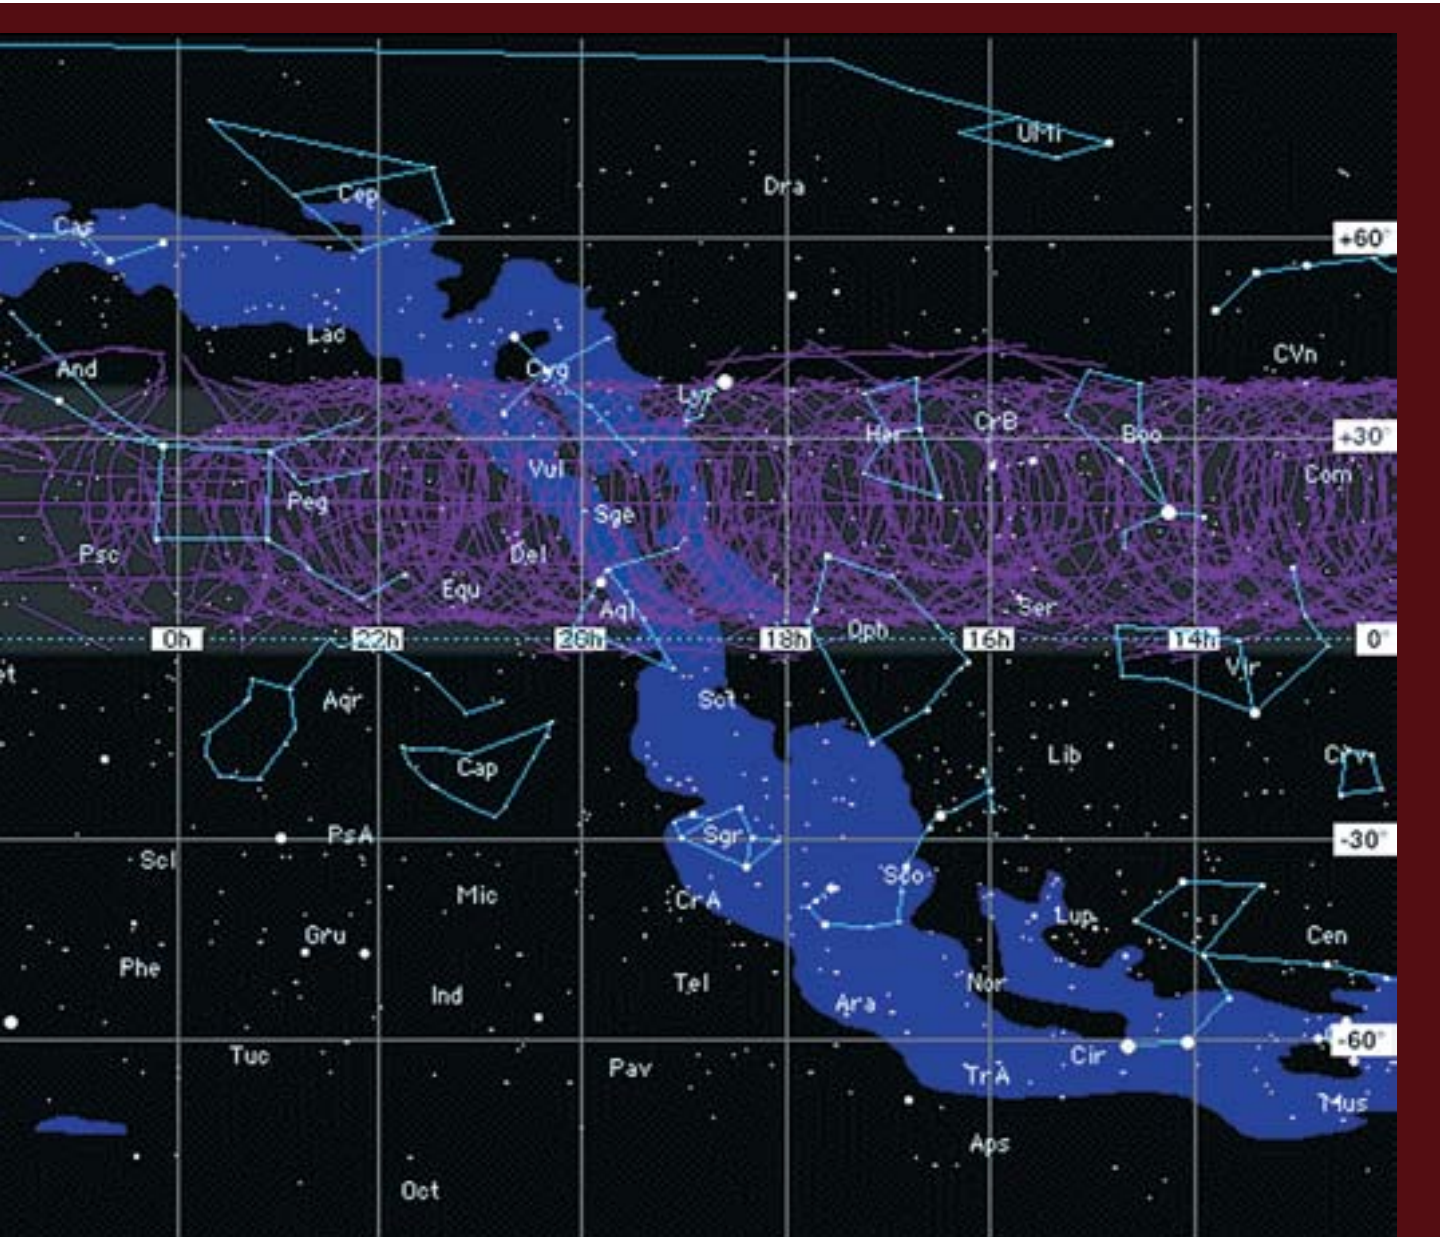 UMi
Dra
Cep
Cas
+60°
Lac
CVn
And
Cyg
Lyr
CrB
Her
Boo
+30°
Vul
Com
Peg
Sge
Psc
Del
Equ
Aql
Ser
Oph
0h
22h
20h
18h
16h
14h
0°
et
Vir
Aqr
Sct
Lib
Crv
Cap
PsA
Sgr
-30°
Scl
Sco
Mic
CrA
Lup
Gru
Cen
Phe
Tel
Nor
Ind
Ara
-60°
Tuc
Cir
Pav
TrA
Mus
Aps
Oct